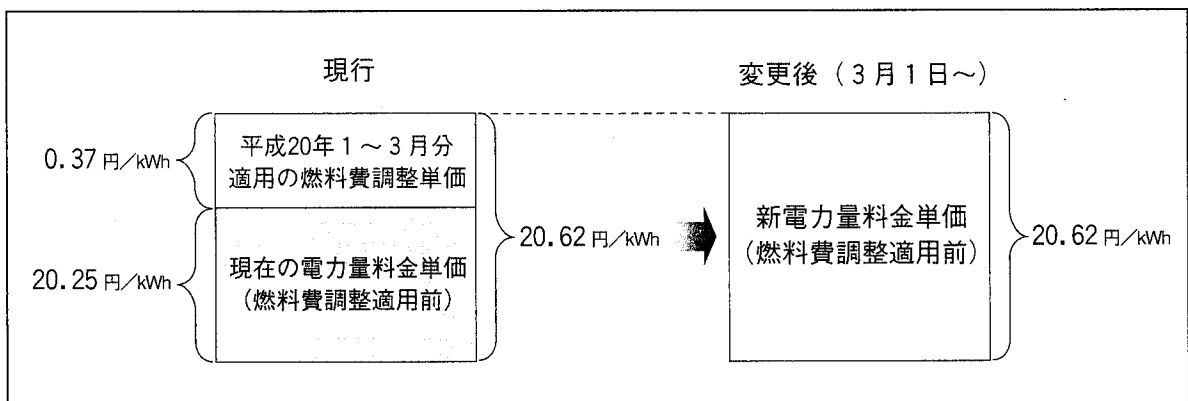 現行
変更後（3月1日～）
0.37円／kWh
平成20年1～3月分
適用の燃料費調整単価
20.25円／kWh
現在の電力量料金単価
（燃料費調整適用前）
20.62円／kWh
新電力量料金単価
（燃料費調整適用前）
20.62円／kWh